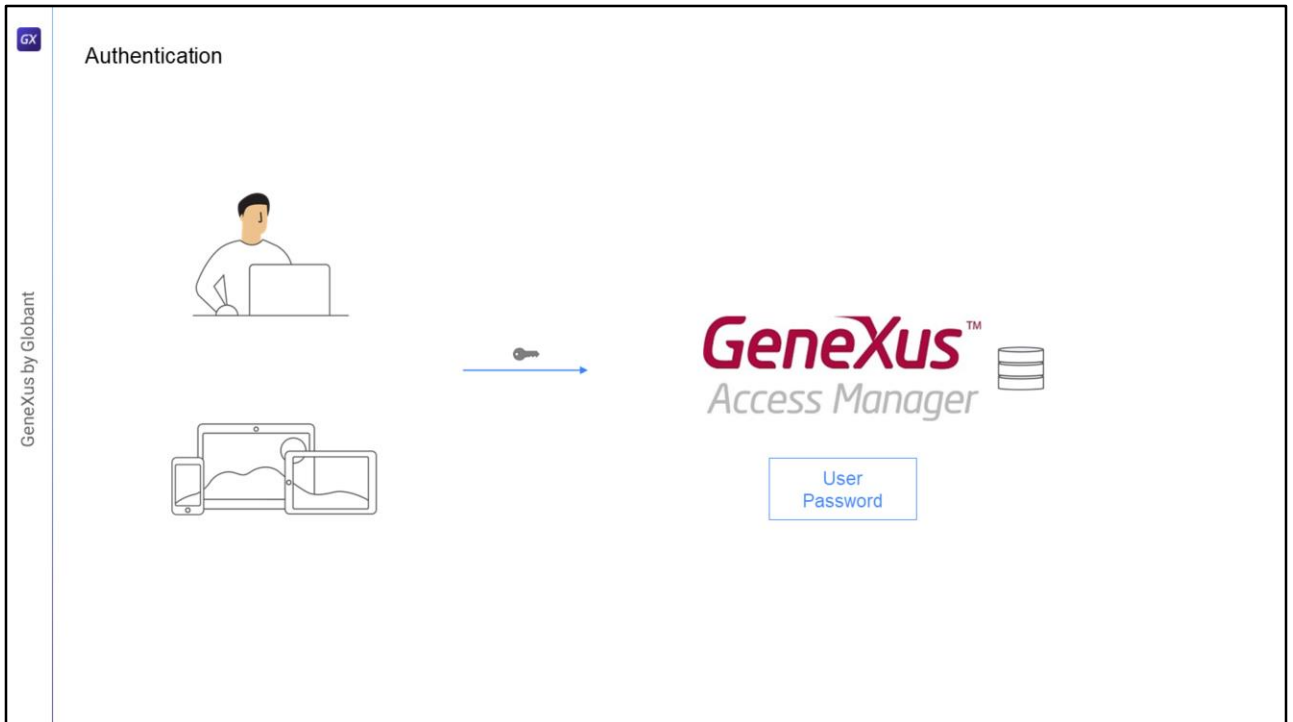 GX
Authentication
GeneXus by Globant
GeneXus™
Access Manager
User
Password